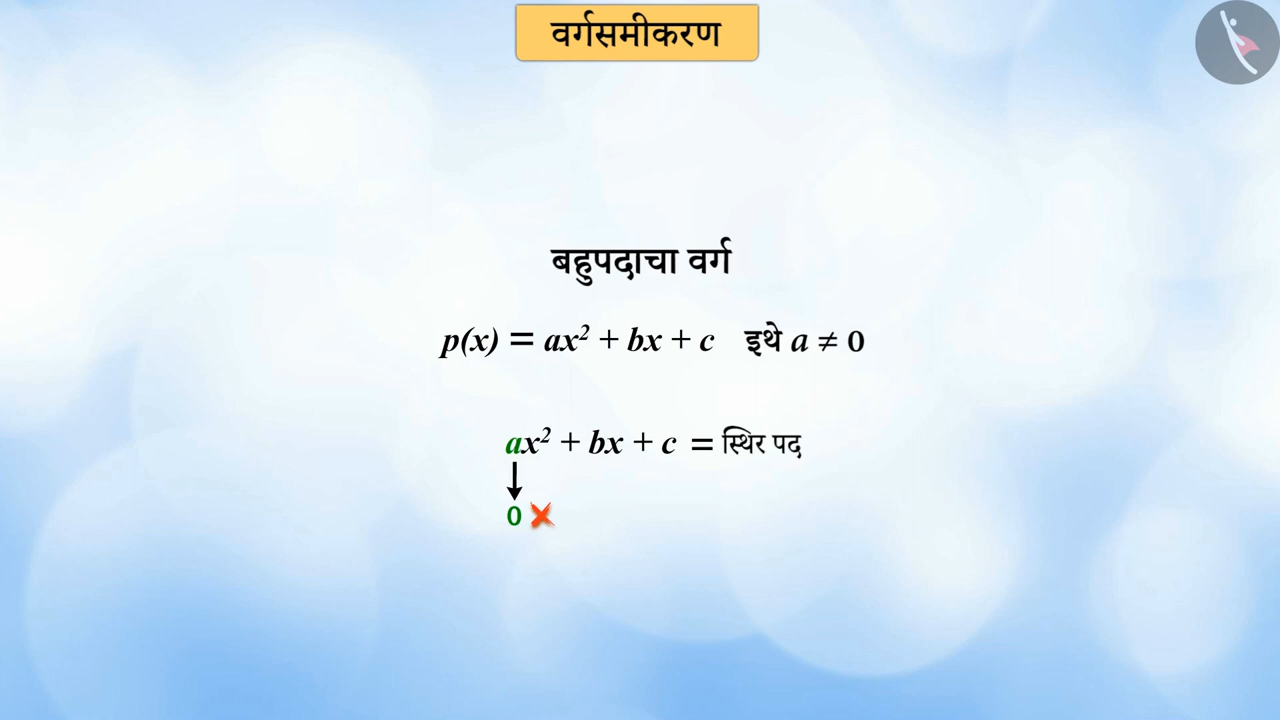 वर्गसमीकरण
बहुपदाचा वर्ग
p(x) = ax² + bx + c इथे a ≠ 0
ax² + bx + c = स्थिर पद
0